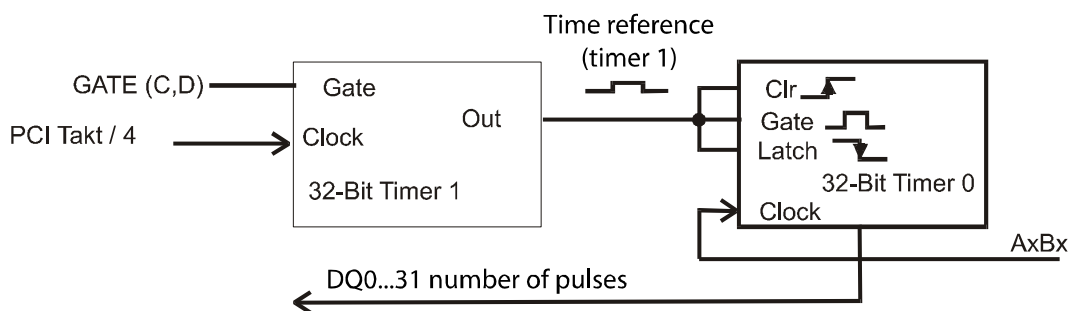 Time reference
(timer 1)
GATE (C,D)
Gate
PCI Takt / 4
Clock
Out
32-Bit Timer 1
Clr
Gate
Latch
32-Bit Timer 0
Clock
AxBx
DQ0...31 number of pulses